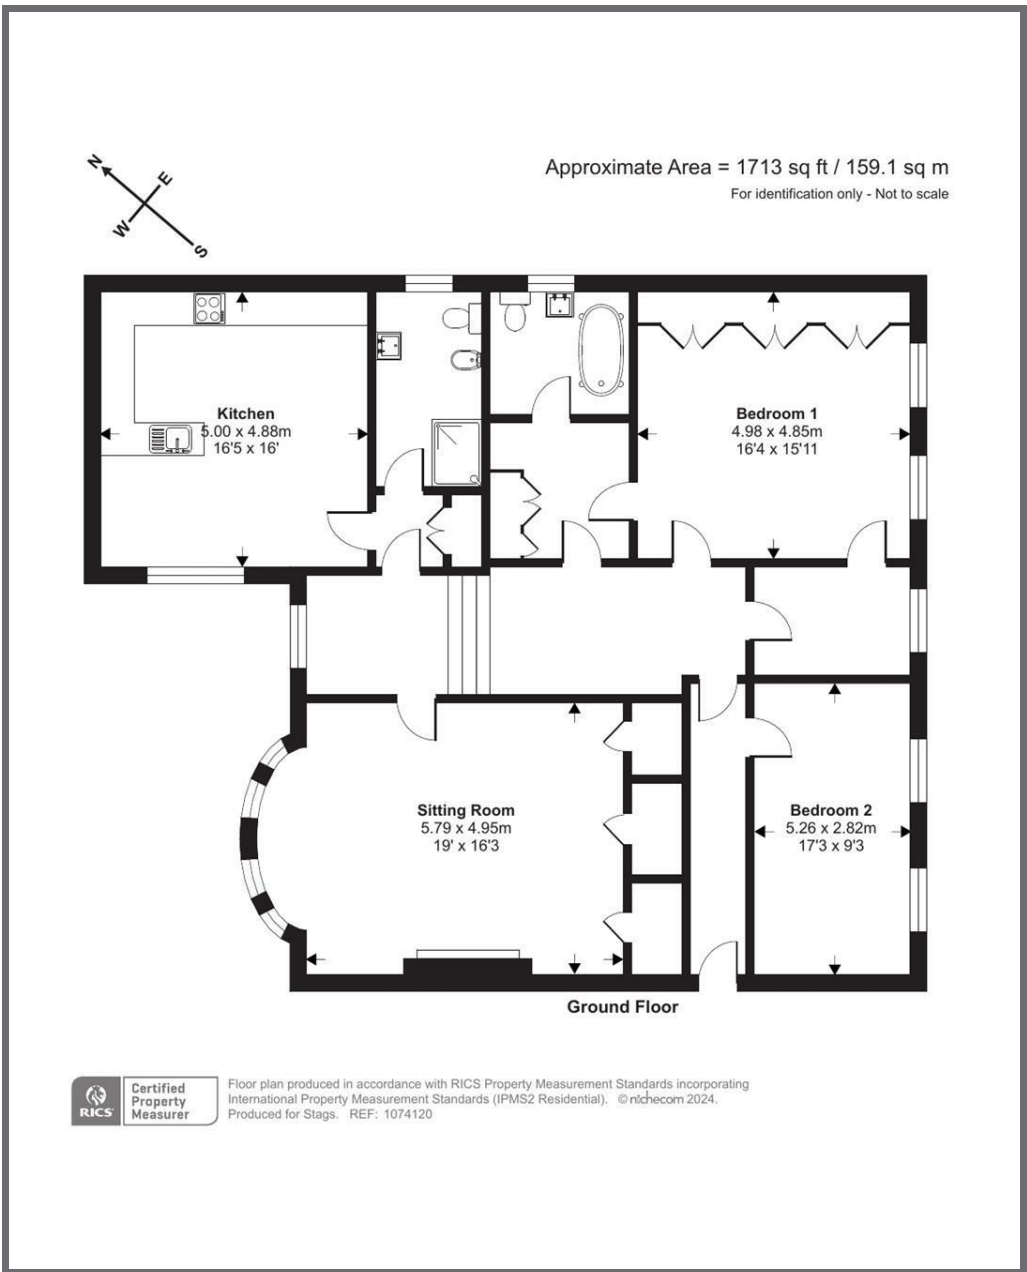 N
E
W
S
Approximate Area = 1713 sq ft / 159.1 sq m
For identification only - Not to scale
Kitchen
5.00 x 4.88m
16'5 x 16'
Bedroom 1
4.98 x 4.85m
16'4 x 15'11
Sitting Room
5.79 x 4.95m
19' x 16'3
Bedroom 2
5.26 x 2.82m
17'3 x 9'3
Ground Floor
RICS
Certified
Property
Measurer
Floor plan produced in accordance with RICS Property Measurement Standards incorporating
International Property Measurement Standards (IPMS2 Residential). © nıchecom 2024.
Produced for Stags. REF: 1074120